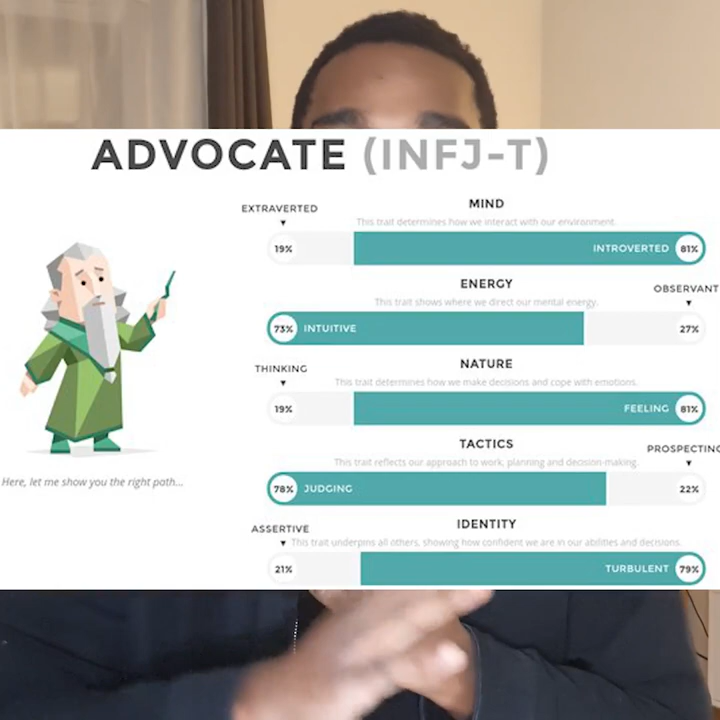 ADVOCATE (INFJ-T)
MIND
EXTRAVERTED
This trait determines how we interact with our environment.
19%
INTROVERTED 81%
ENERGY
OBSERVANT
This trait shows where we direct our mental energy.
73% INTUITIVE
27%
NATURE
THINKING
This trait determines how we make decisions and cope with emotions.
19%
FEELING 81%
TACTICS
PROSPECTING
This trait reflects our approach to work, planning and decision-making.
78% JUDGING
22%
IDENTITY
ASSERTIVE
This trait underpins all others, showing how confident we are in our abilities and decisions.
21%
TURBULENT 79%
Here, let me show you the right path...